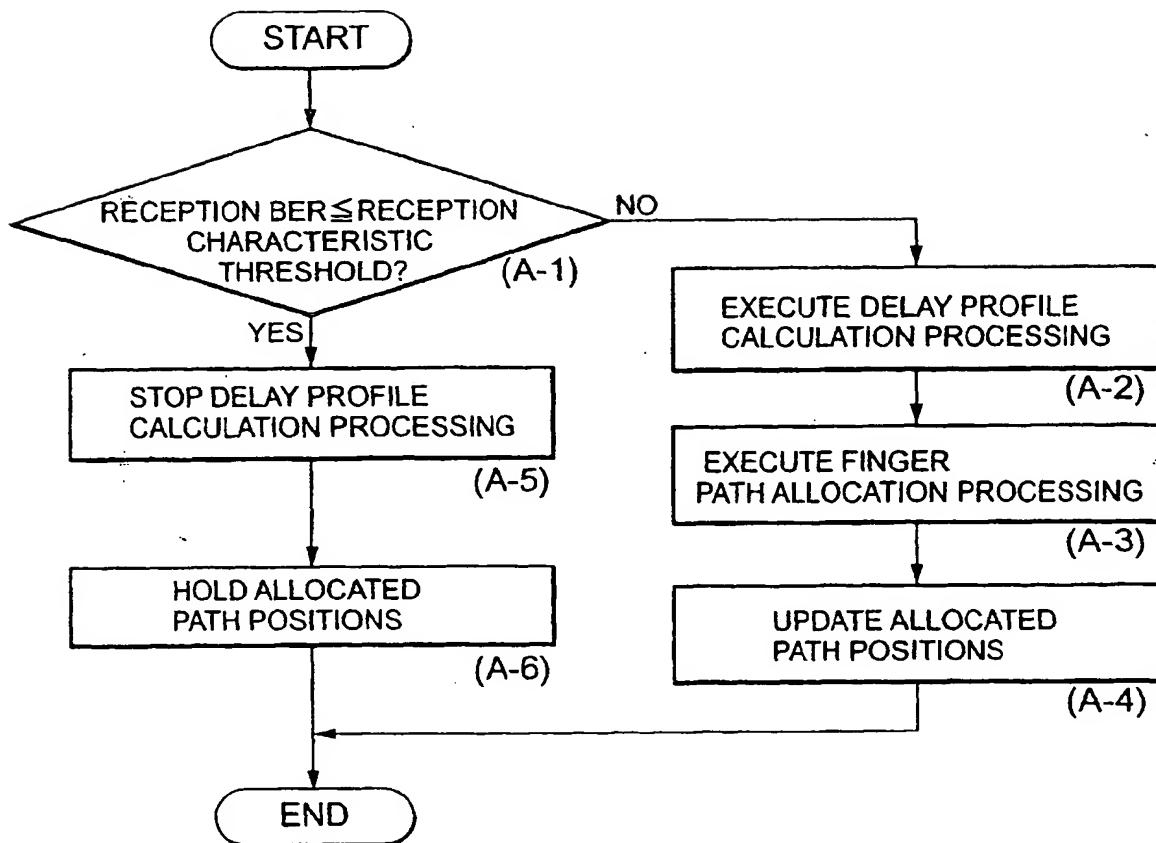 START
RECEPTION BER≦RECEPTION
CHARACTERISTIC
THRESHOLD?
(A-1)
NO
YES
STOP DELAY PROFILE
CALCULATION PROCESSING
(A-5)
HOLD ALLOCATED
PATH POSITIONS
(A-6)
EXECUTE DELAY PROFILE
CALCULATION PROCESSING
(A-2)
EXECUTE FINGER
PATH ALLOCATION PROCESSING
(A-3)
UPDATE ALLOCATED
PATH POSITIONS
(A-4)
END